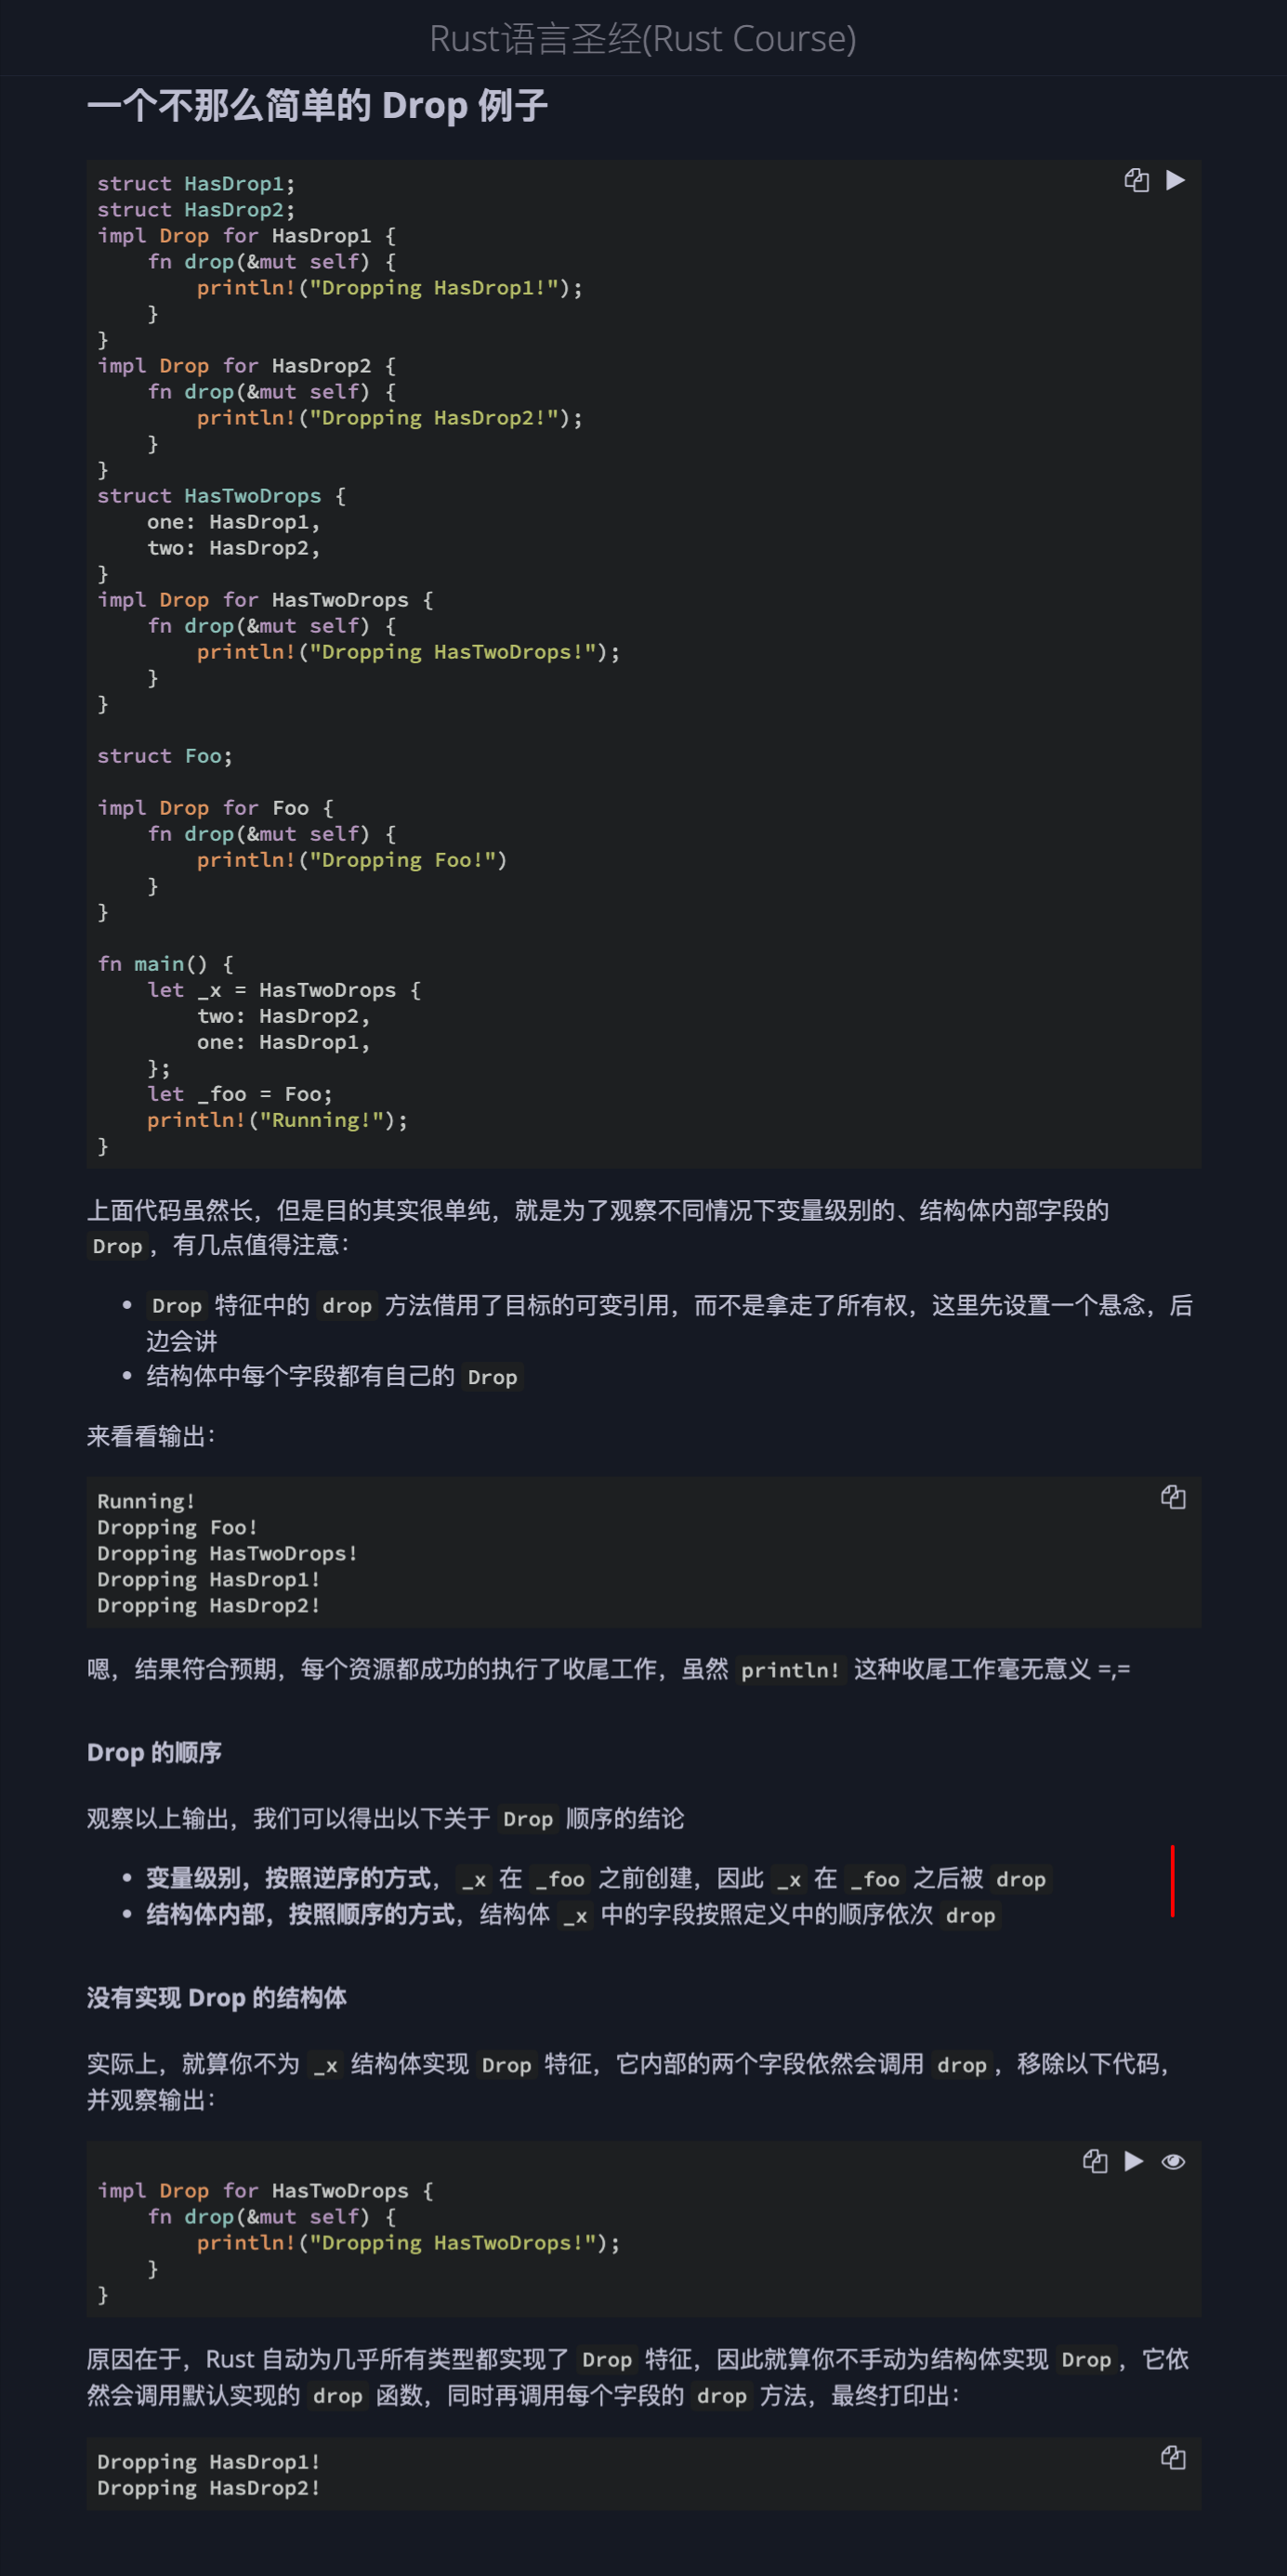 Rust语言圣经(Rust Course)
一个不那么简单的 Drop 例子
struct HasDrop1;
struct HasDrop2;
impl Drop for HasDrop1 {
    fn drop(&mut self) {
        println!("Dropping HasDrop1!");
    }
}
impl Drop for HasDrop2 {
    fn drop(&mut self) {
        println!("Dropping HasDrop2!");
    }
}
struct HasTwoDrops {
    one: HasDrop1,
    two: HasDrop2,
}
impl Drop for HasTwoDrops {
    fn drop(&mut self) {
        println!("Dropping HasTwoDrops!");
    }
}
struct Foo;
impl Drop for Foo {
    fn drop(&mut self) {
        println!("Dropping Foo!")
    }
}
fn main() {
    let _x = HasTwoDrops {
        two: HasDrop2,
        one: HasDrop1,
    };
    let _foo = Foo;
    println!("Running!");
}
上面代码虽然长，但是目的其实很单纯，就是为了观察不同情况下变量级别的、结构体内部字段的
Drop，有几点值得注意：
• Drop 特征中的 drop 方法借用了目标的可变引用，而不是拿走了所有权，这里先设置一个悬念，后
边会讲
• 结构体中每个字段都有自己的 Drop
来看看输出：
Running!
Dropping Foo!
Dropping HasTwoDrops!
Dropping HasDrop1!
Dropping HasDrop2!
嗯，结果符合预期，每个资源都成功的执行了收尾工作，虽然 println! 这种收尾工作毫无意义 =,=
Drop 的顺序
观察以上输出，我们可以得出以下关于 Drop 顺序的结论
• 变量级别，按照逆序的方式，_x 在 _foo 之前创建，因此 _x 在 _foo 之后被 drop
• 结构体内部，按照顺序的方式，结构体 _x 中的字段按照定义中的顺序依次 drop
没有实现 Drop 的结构体
实际上，就算你不为 _x 结构体实现 Drop 特征，它内部的两个字段依然会调用 drop，移除以下代码，
并观察输出：
impl Drop for HasTwoDrops {
    fn drop(&mut self) {
        println!("Dropping HasTwoDrops!");
    }
}
原因在于，Rust 自动为几乎所有类型都实现了 Drop 特征，因此就算你不手动为结构体实现 Drop，它依
然会调用默认实现的 drop 函数，同时再调用每个字段的 drop 方法，最终打印出：
Dropping HasDrop1!
Dropping HasDrop2!